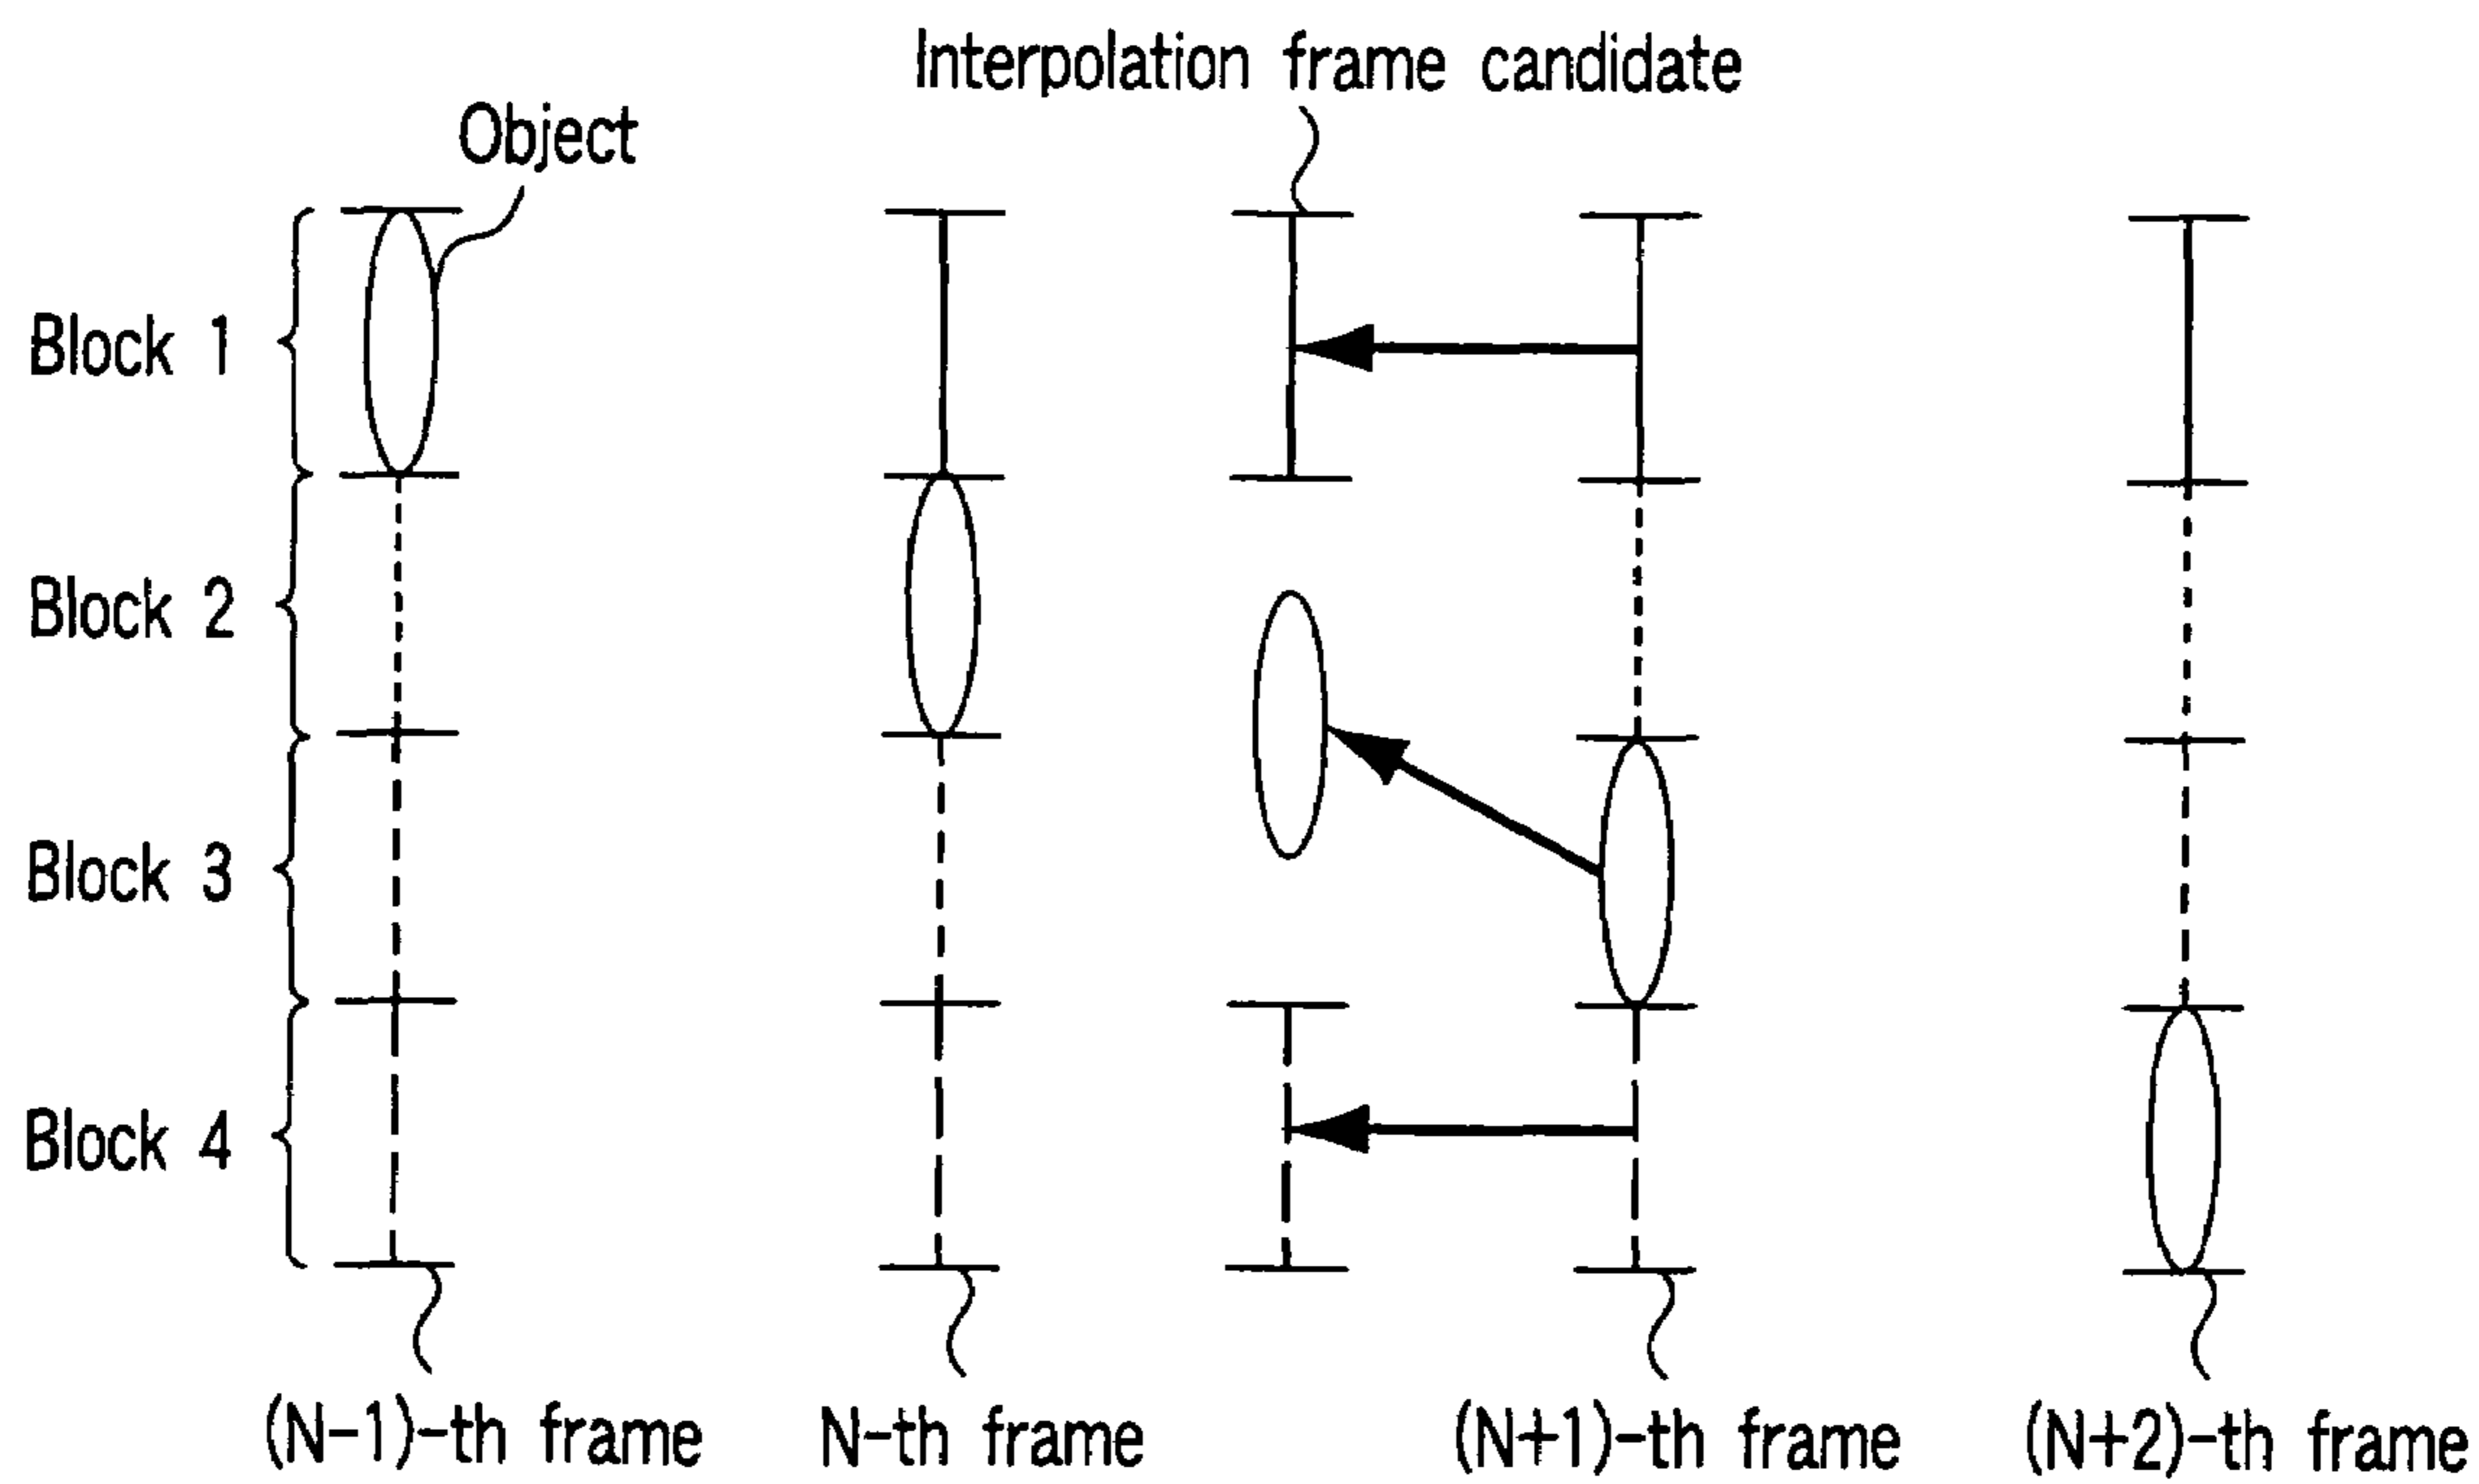 Interpolation frame candidate
Object
Block 1
Block 2
Block 3
Block 4
(N-1)-th frame
N-th frame
(N+1)-th frame
(N+2)-th frame